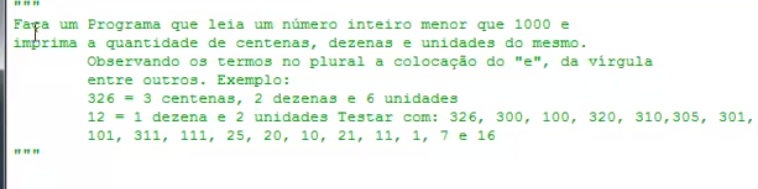 """
Faça um Programa que leia um número inteiro menor que 1000 e
imprima a quantidade de centenas, dezenas e unidades do mesmo.
Observando os termos no plural a colocação do "e", da vírgula
entre outros. Exemplo:
326 = 3 centenas, 2 dezenas e 6 unidades
12 = 1 dezena e 2 unidades Testar com: 326, 300, 100, 320, 310,305, 301,
101, 311, 111, 25, 20, 10, 21, 11, 1, 7 e 16
"""